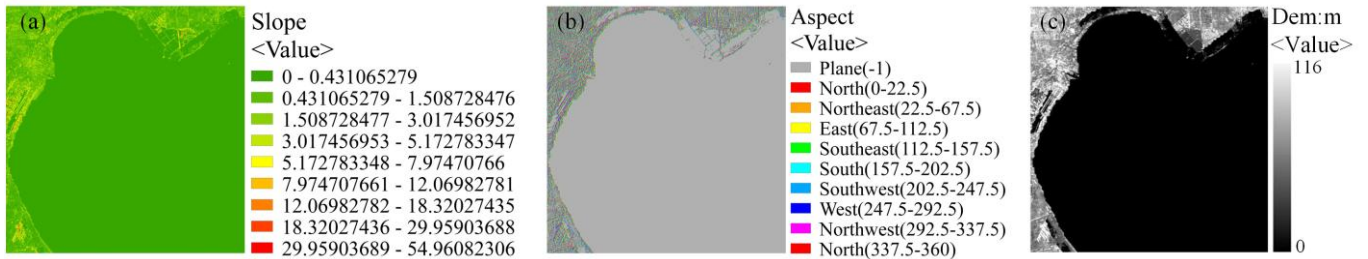 (a)
Slope
<Value>
0 - 0.431065279
0.431065279 - 1.508728476
1.508728477 - 3.017456952
3.017456953 - 5.172783347
5.172783348 - 7.97470766
7.974707661 - 12.06982781
12.06982782 - 18.32027435
18.32027436 - 29.95903688
29.95903689 - 54.96082306
(b)
Aspect
<Value>
Plane(-1)
North(0-22.5)
Northeast(22.5-67.5)
East(67.5-112.5)
Southeast(112.5-157.5)
South(157.5-202.5)
Southwest(202.5-247.5)
West(247.5-292.5)
Northwest(292.5-337.5)
North(337.5-360)
(c)
Dem:m
<Value>
116
0